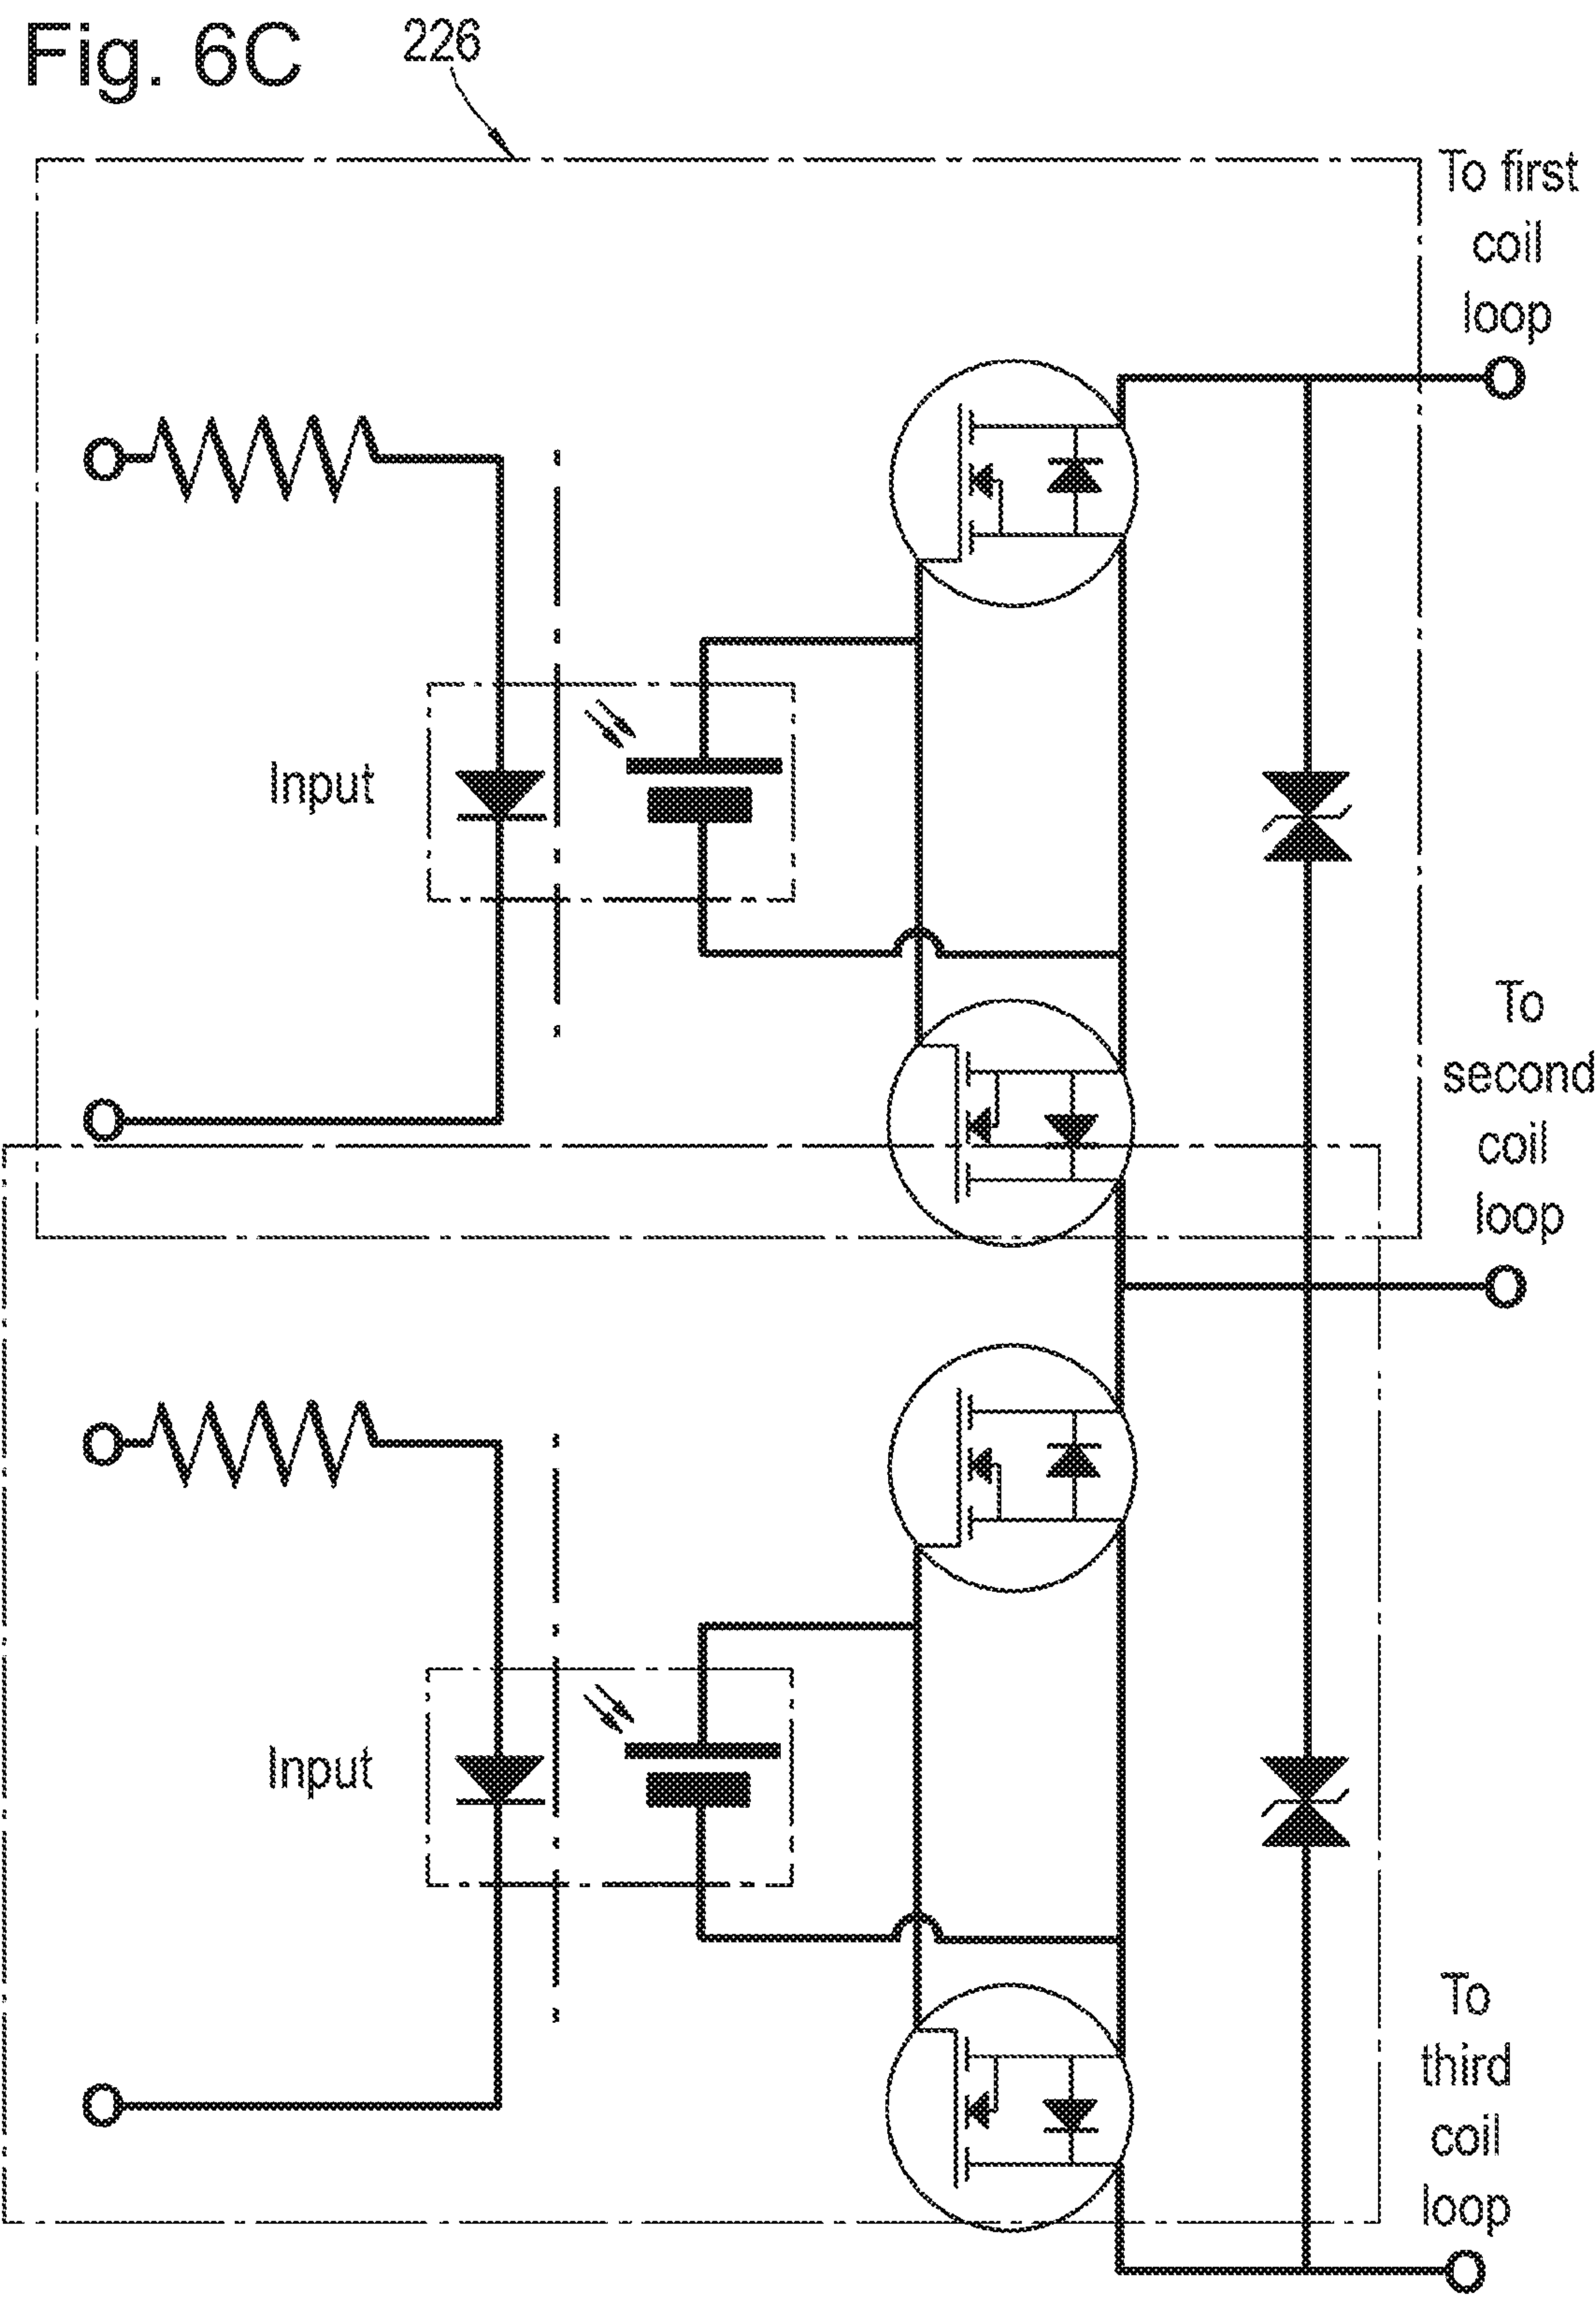 Fig. 6C
226
To first
coil
loop
Input
To
second
coil
loop
Input
To
third
coil
loop